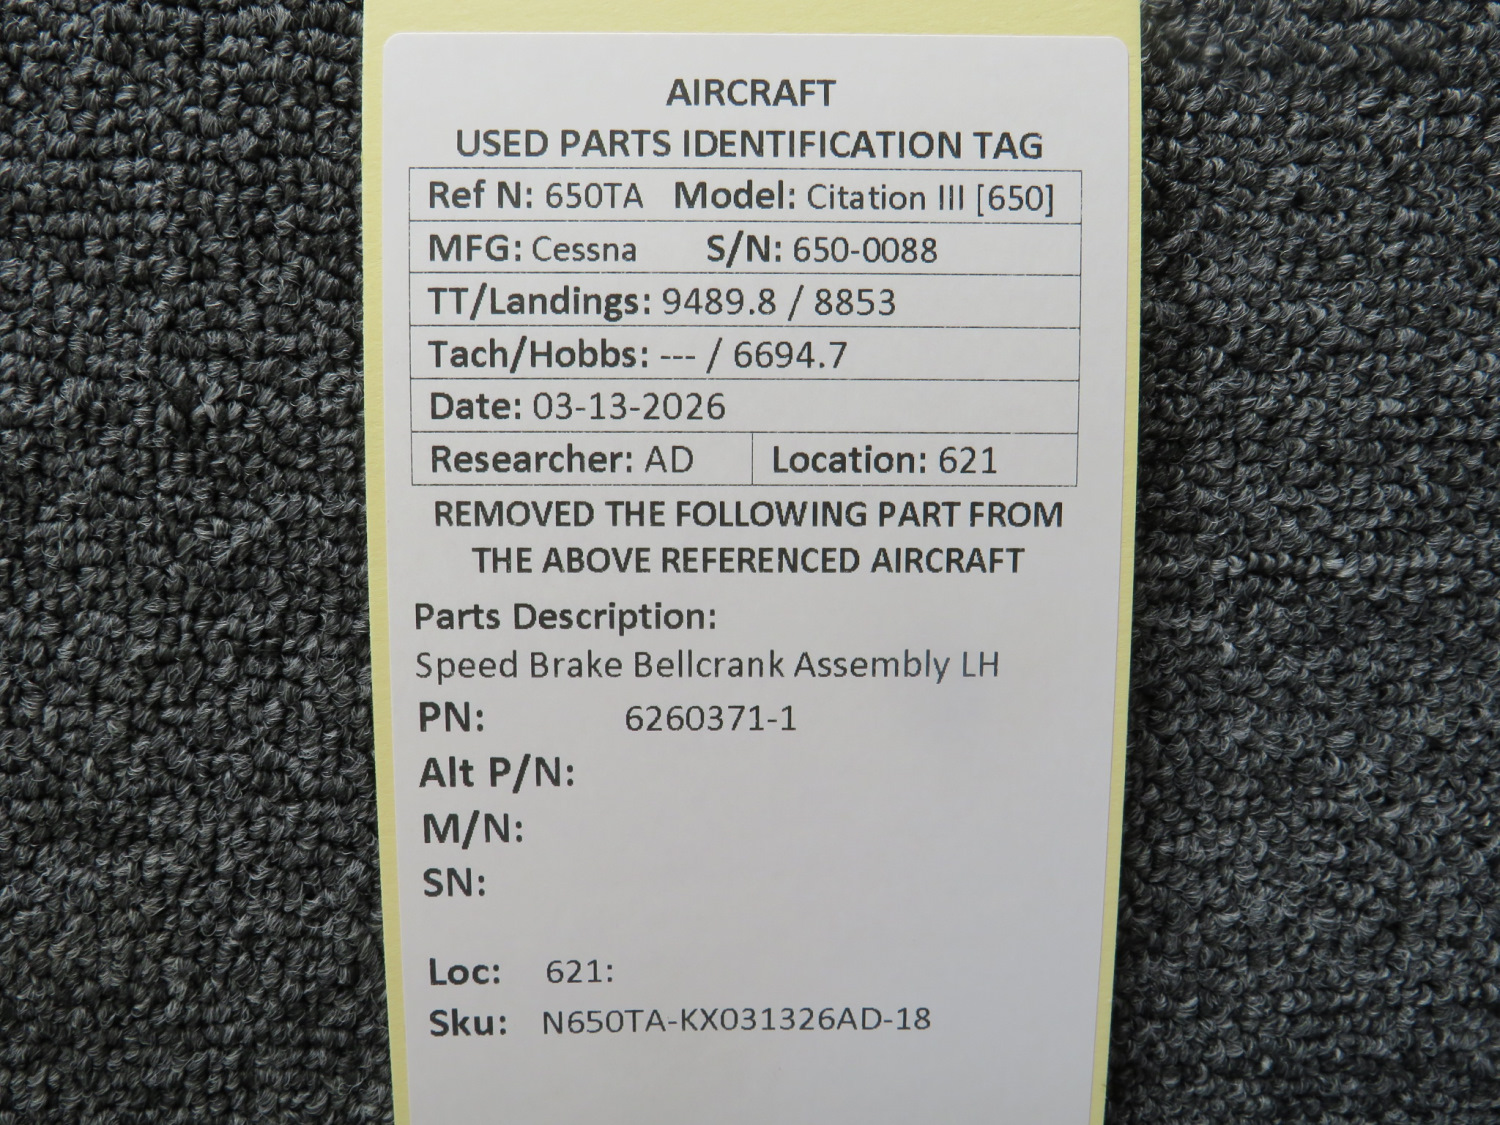 AIRCRAFT
USED PARTS IDENTIFICATION TAG
Ref N: 650TA Model: Citation III [650]
MFG: Cessna S/N: 650-0088
TT/Landings: 9489.8 / 8853
Tach/Hobbs: --- / 6694.7
Date: 03-13-2026
Researcher: AD Location: 621
REMOVED THE FOLLOWING PART FROM
THE ABOVE REFERENCED AIRCRAFT
Parts Description:
Speed Brake Bellcrank Assembly LH
PN: 6260371-1
Alt P/N:
M/N:
SN:
Loc: 621:
Sku: N650TA-KX031326AD-18